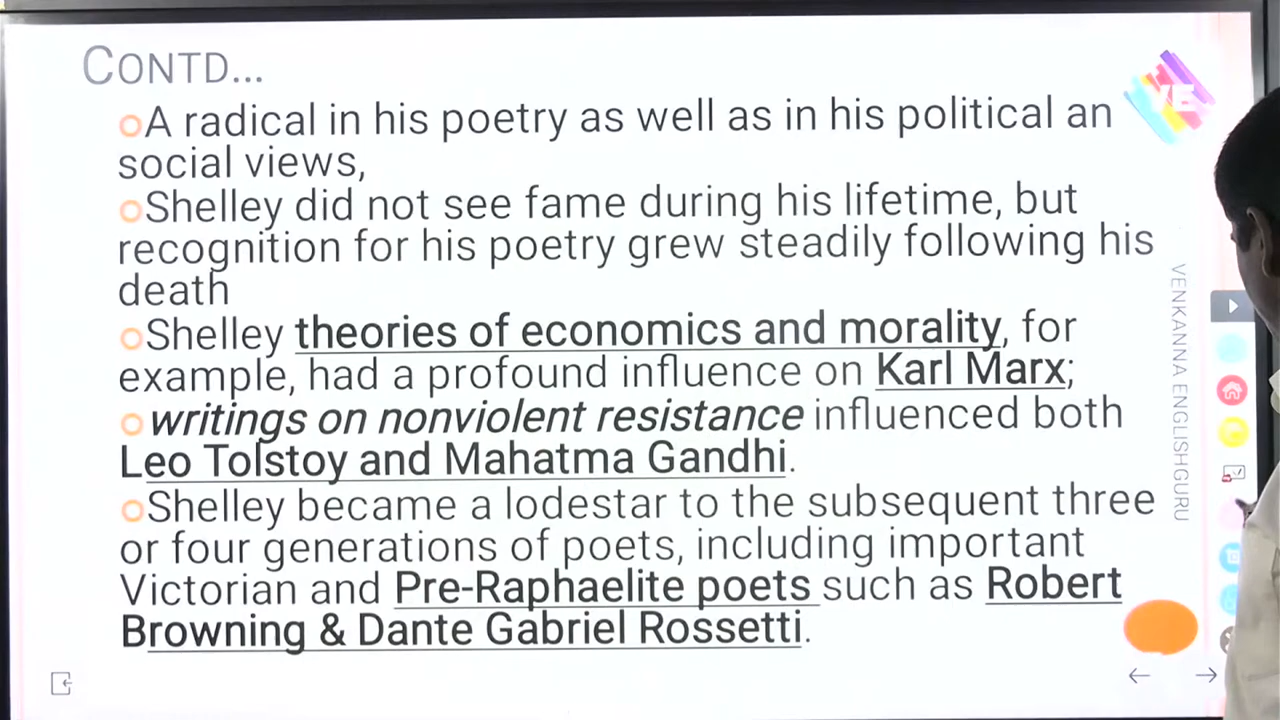 CONTD...
A radical in his poetry as well as in his political an
social views,
Shelley did not see fame during his lifetime, but
recognition for his poetry grew steadily following his
death
Shelley theories of economics and morality, for
example, had a profound influence on Karl Marx;
writings on nonviolent resistance influenced both
Leo Tolstoy and Mahatma Gandhi.
Shelley became a lodestar to the subsequent three
or four generations of poets, including important
Victorian and Pre-Raphaelite poets such as Robert
Browning & Dante Gabriel Rossetti.
VENKANNA ENGLISHGURU
VE